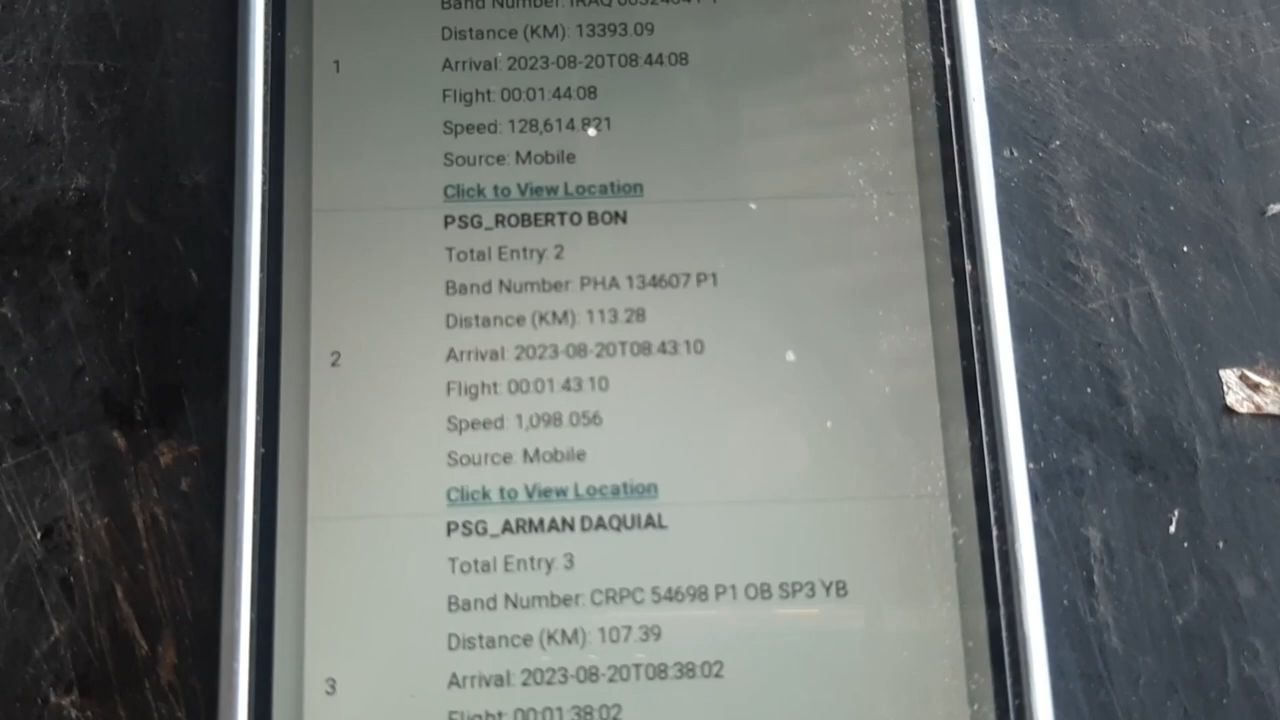 Band Number: IRAQ
Distance (KM): 13393.09
1
Arrival: 2023-08-20T08:44:08
Flight: 00:01:44:08
Speed: 128,614.821
Source: Mobile
Click to View Location
PSG_ROBERTO BON
Total Entry: 2
Band Number: PHA 134607 P1
Distance (KM): 113.28
2
Arrival: 2023-08-20T08:43:10
Flight: 00:01:43:10
Speed: 1,098.056
Source: Mobile
Click to View Location
PSG_ARMAN DAQUIAL
Total Entry: 3
Band Number: CRPC 54698 P1 OB SP3 YB
Distance (KM): 107.39
3
Arrival: 2023-08-20T08:38:02
Flight: 00:01:38:02